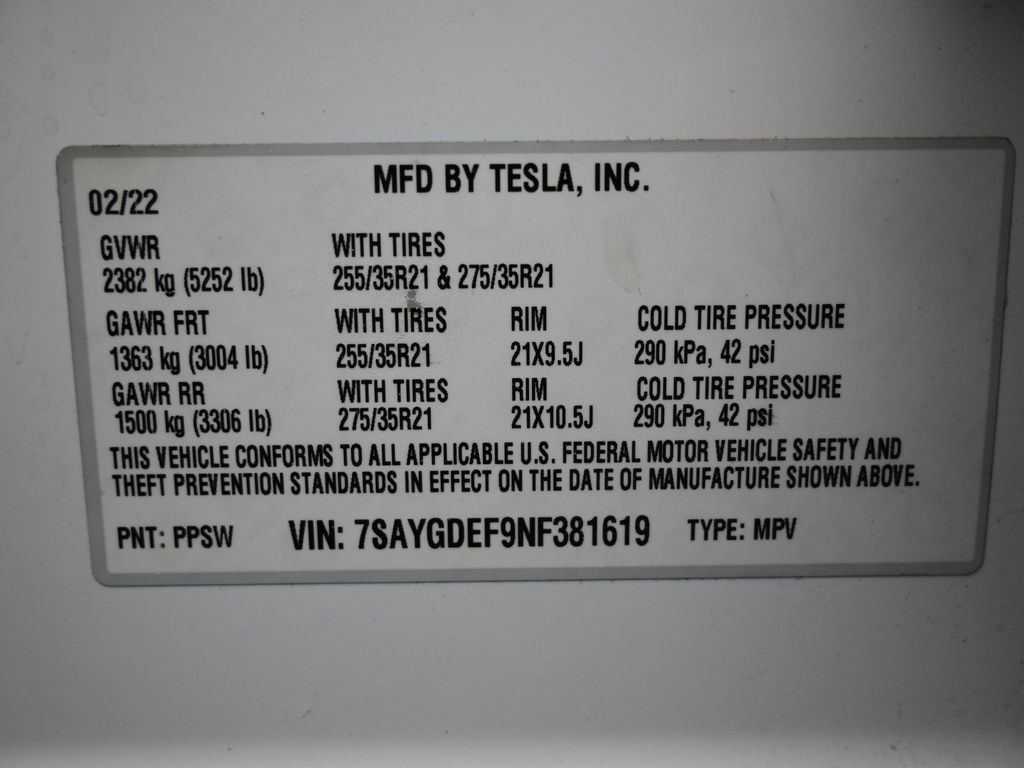 MFD BY TESLA, INC.
02/22
GVWR WITH TIRES
2382 kg (5252 lb) 255/35R21 & 275/35R21
GAWR FRT WITH TIRES RIM COLD TIRE PRESSURE
1363 kg (3004 lb) 255/35R21 21X9.5J 290 kPa, 42 psi
GAWR RR WITH TIRES RIM COLD TIRE PRESSURE
1500 kg (3306 lb) 275/35R21 21X10.5J 290 kPa, 42 psi
THIS VEHICLE CONFORMS TO ALL APPLICABLE U.S. FEDERAL MOTOR VEHICLE SAFETY AND
THEFT PREVENTION STANDARDS IN EFFECT ON THE DATE OF MANUFACTURE SHOWN ABOVE.
PNT: PPSW VIN: 7SAYGDEF9NF381619 TYPE: MPV